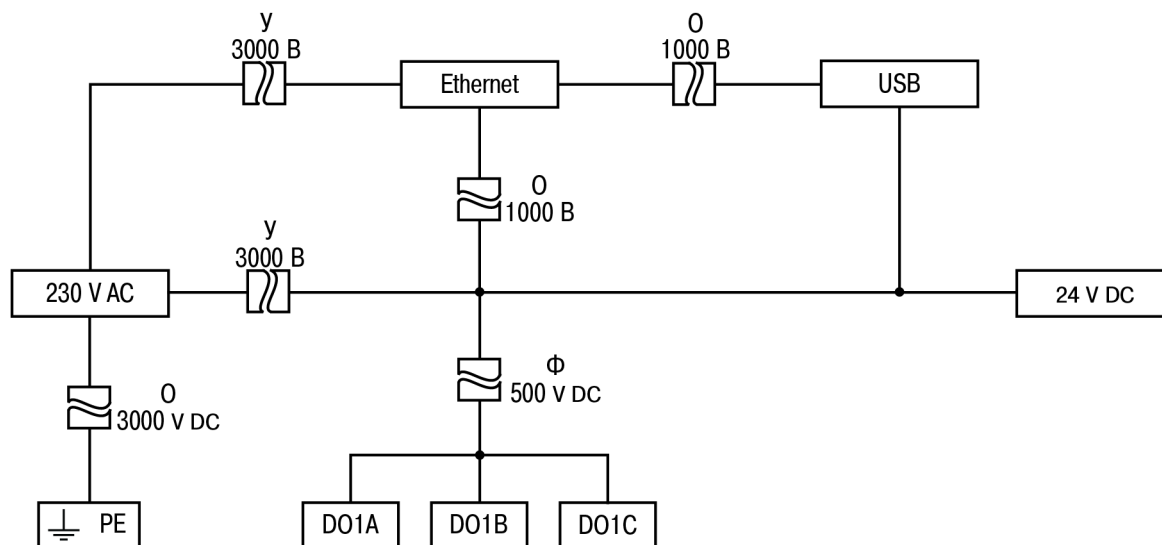 У
3000 В
Ethernet
О
1000 В
USB
О
1000 В
У
3000 В
230 V AC
24 V DC
О
3000 V DC
Ф
500 V DC
PE
DO1A
DO1B
DO1C